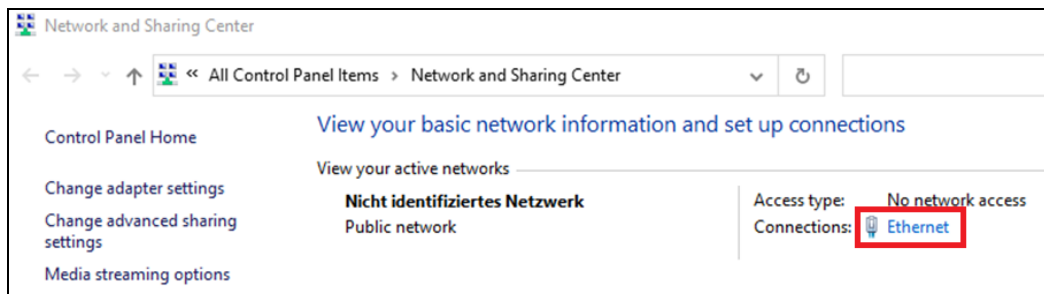 Network and Sharing Center
« All Control Panel Items › Network and Sharing Center
Control Panel Home
View your basic network information and set up connections
View your active networks
Change adapter settings
Nicht identifiziertes Netzwerk
Access type: No network access
Change advanced sharing
settings
Public network
Connections: Ethernet
Media streaming options